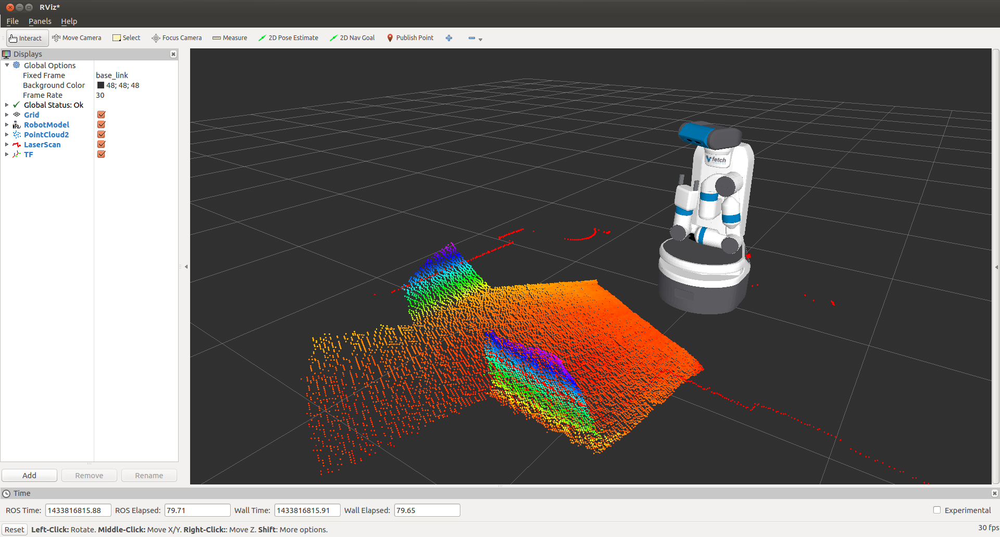 RViz*
File Panels Help
Interact Move Camera Select Focus Camera Measure 2D Pose Estimate 2D Nav Goal Publish Point
Displays
Global Options
Fixed Frame base_link
Background Color 48; 48; 48
Frame Rate 30
Global Status: Ok
Grid
RobotModel
PointCloud2
LaserScan
TF
fetch
Add Remove Rename
Time
ROS Time: 1433816815.88 ROS Elapsed: 79.71 Wall Time: 1433816815.91 Wall Elapsed: 79.65 Experimental
Reset Left-Click: Rotate. Middle-Click: Move X/Y. Right-Click:: Move Z. Shift: More options. 30 fps